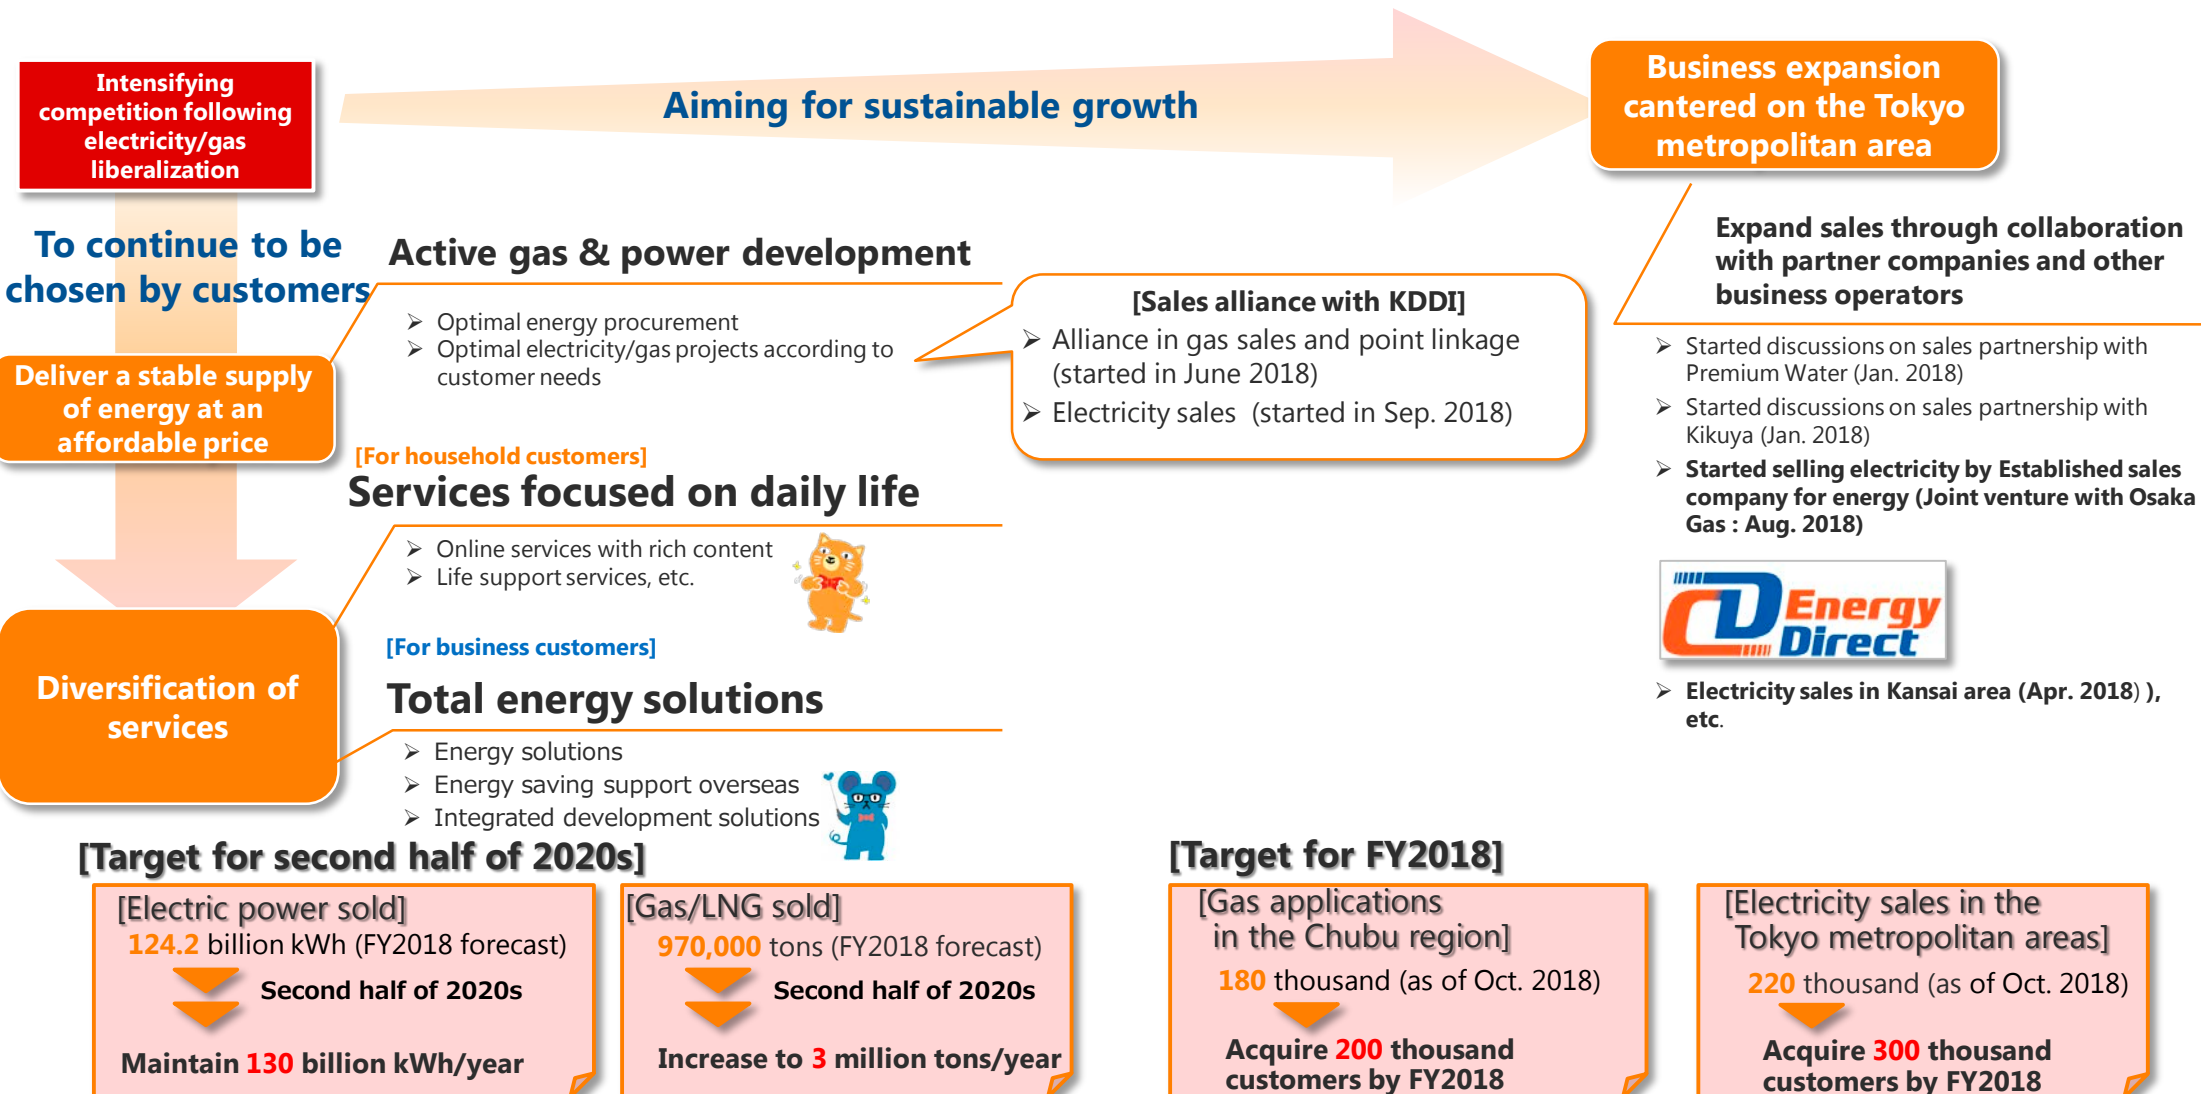 Intensifying
competition following
electricity/gas
liberalization
Aiming for sustainable growth
Business expansion
cantered on the Tokyo
metropolitan area
To continue to be
chosen by customers
Deliver a stable supply
of energy at an
affordable price
Diversification of
services
Active gas & power development
➢ Optimal energy procurement
➢ Optimal electricity/gas projects according to
customer needs
[Sales alliance with KDDI]
➢ Alliance in gas sales and point linkage
(started in June 2018)
➢ Electricity sales (started in Sep. 2018)
[For household customers]
Services focused on daily life
➢ Online services with rich content
➢ Life support services, etc.
[For business customers]
Total energy solutions
➢ Energy solutions
➢ Energy saving support overseas
➢ Integrated development solutions
Expand sales through collaboration
with partner companies and other
business operators
➢ Started discussions on sales partnership with
Premium Water (Jan. 2018)
➢ Started discussions on sales partnership with
Kikuya (Jan. 2018)
➢ Started selling electricity by Established sales
company for energy (Joint venture with Osaka
Gas : Aug. 2018)
CD Energy
Direct
➢ Electricity sales in Kansai area (Apr. 2018) ),
etc.
[Target for second half of 2020s]
[Electric power sold]
124.2 billion kWh (FY2018 forecast)
Second half of 2020s
Maintain 130 billion kWh/year
[Gas/LNG sold]
970,000 tons (FY2018 forecast)
Second half of 2020s
Increase to 3 million tons/year
[Target for FY2018]
[Gas applications
in the Chubu region]
180 thousand (as of Oct. 2018)
Acquire 200 thousand
customers by FY2018
[Electricity sales in the
Tokyo metropolitan areas]
220 thousand (as of Oct. 2018)
Acquire 300 thousand
customers by FY2018